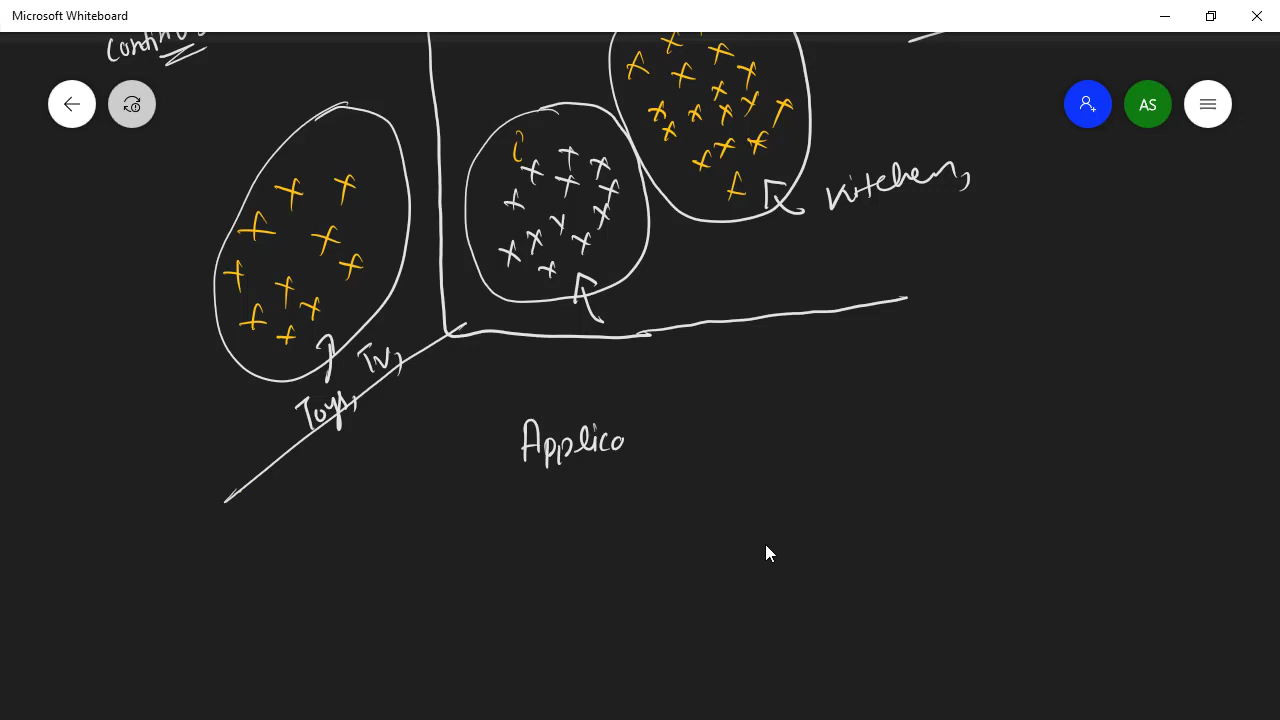 Microsoft Whiteboard
AS
Kitchen,
Tv,
Toys,
Applica